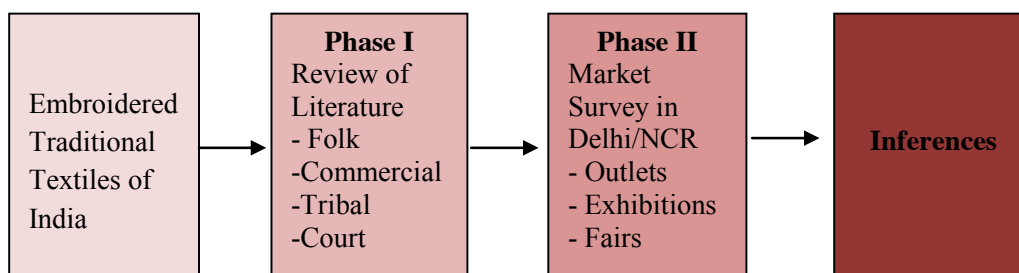 Embroidered
Traditional
Textiles of
India
Phase I
Review of
Literature
- Folk
-Commercial
-Tribal
-Court
Phase II
Market
Survey in
Delhi/NCR
- Outlets
- Exhibitions
- Fairs
Inferences